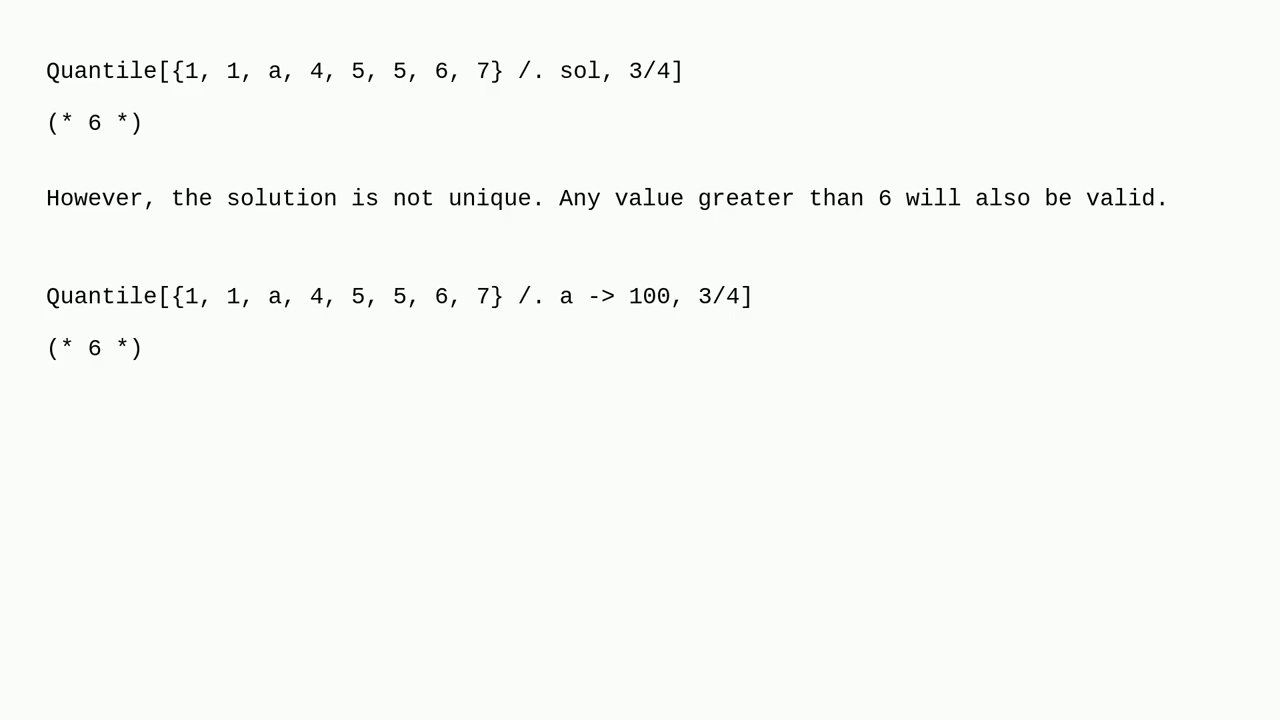 Quantile[{1, 1, a, 4, 5, 5, 6, 7} /. sol, 3/4]
(* 6 *)
However, the solution is not unique. Any value greater than 6 will also be valid.
Quantile[{1, 1, a, 4, 5, 5, 6, 7} /. a -> 100, 3/4]
(* 6 *)